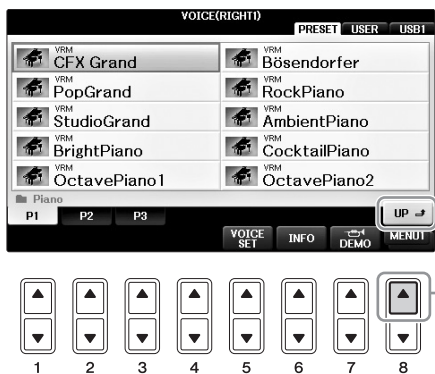 VOICE(RIGHT1)
PRESET USER USB1
VRM
CFX Grand
VRM
Bösendorfer
VRM
PopGrand
VRM
RockPiano
VRM
StudioGrand
VRM
AmbientPiano
VRM
BrightPiano
VRM
CocktailPiano
VRM
OctavePiano1
VRM
OctavePiano2
Piano
P1 P2 P3 UP
VOICE SET INFO DEMO MENU1
1 2 3 4 5 6 7 8